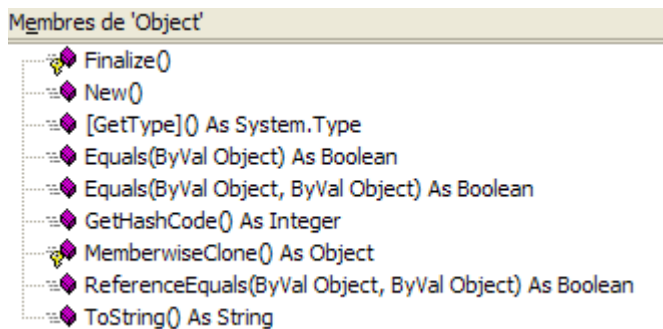 Membres de 'Object'
Finalize()
New()
[GetType]() As System.Type
Equals(ByVal Object) As Boolean
Equals(ByVal Object, ByVal Object) As Boolean
GetHashCode() As Integer
MemberwiseClone() As Object
ReferenceEquals(ByVal Object, ByVal Object) As Boolean
ToString() As String